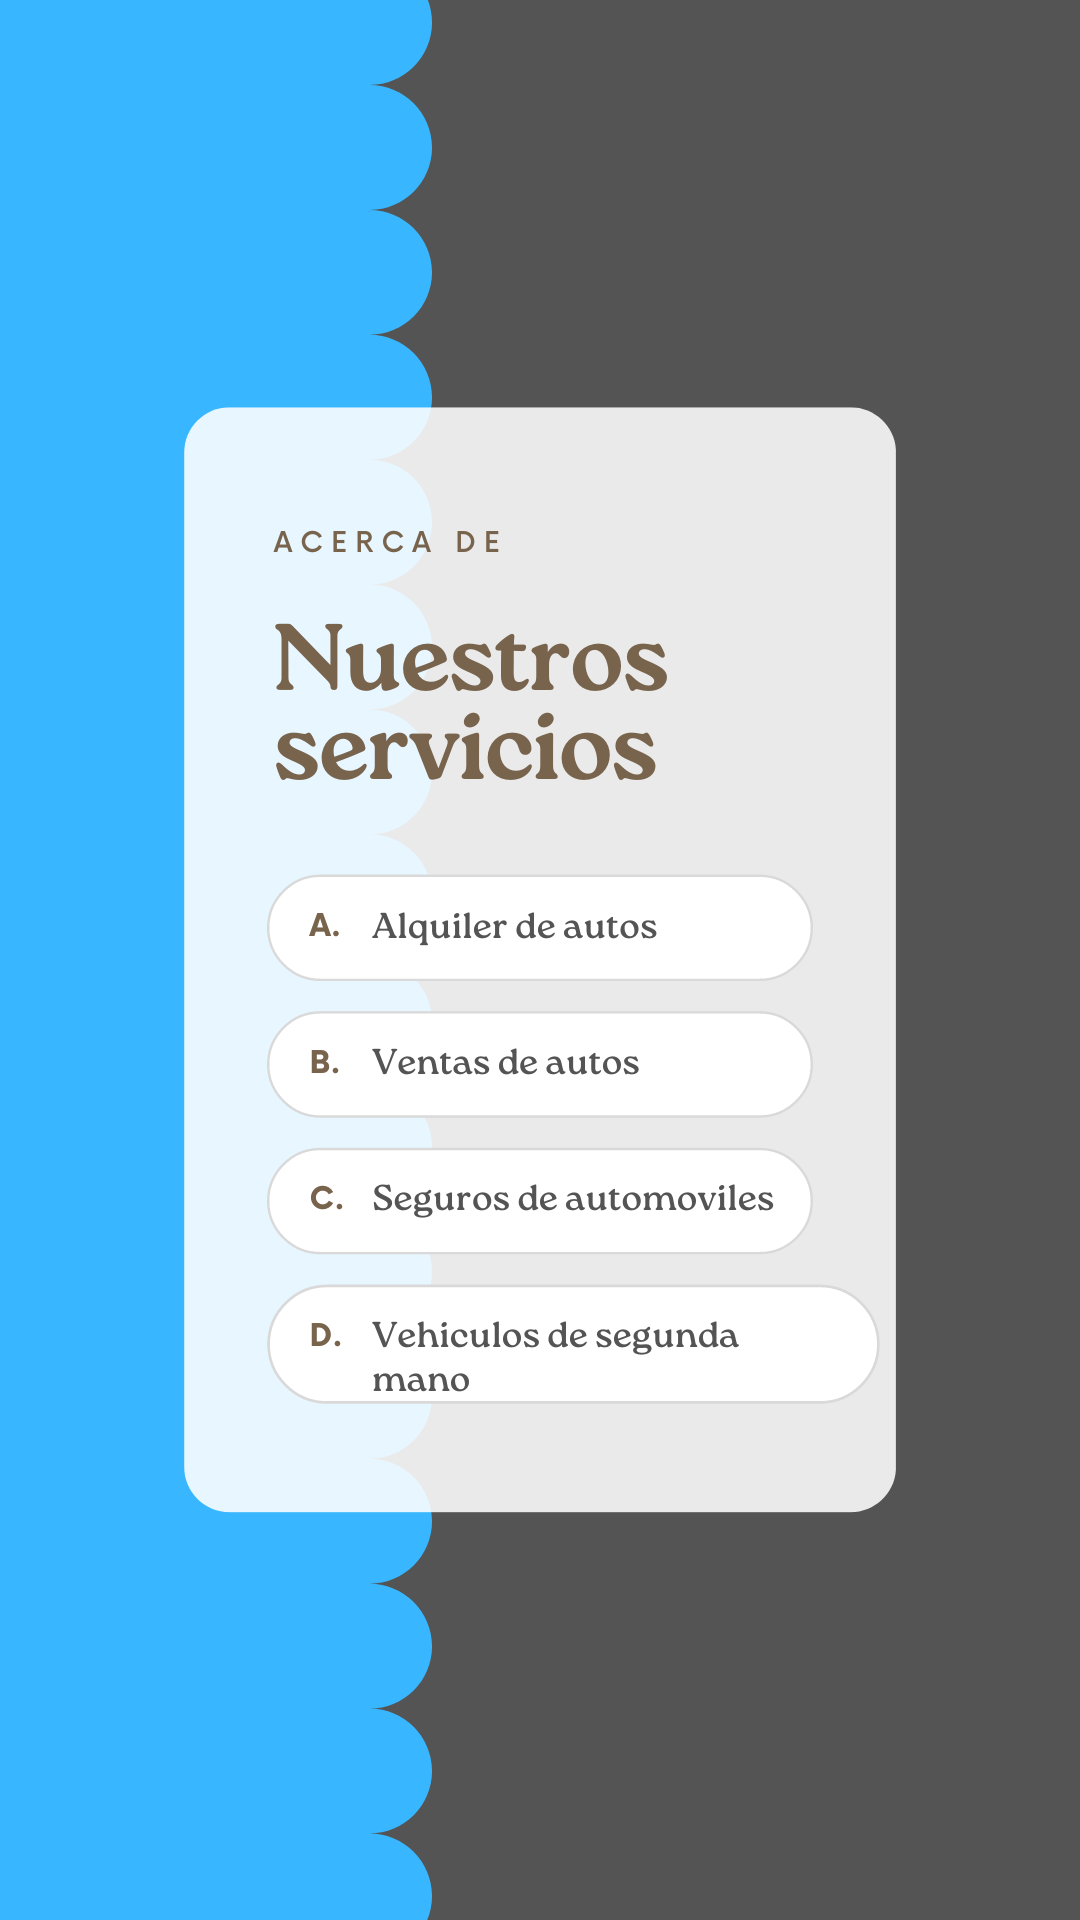 ACERCA DE
Nuestros
servicios
A. Alquiler de autos
B. Ventas de autos
C. Seguros de automoviles
D. Vehiculos de segunda
mano